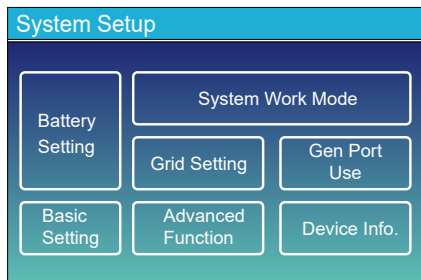 System Setup
System Work Mode
Battery
Setting
Grid Setting
Gen Port
Use
Basic
Setting
Advanced
Function
Device Info.